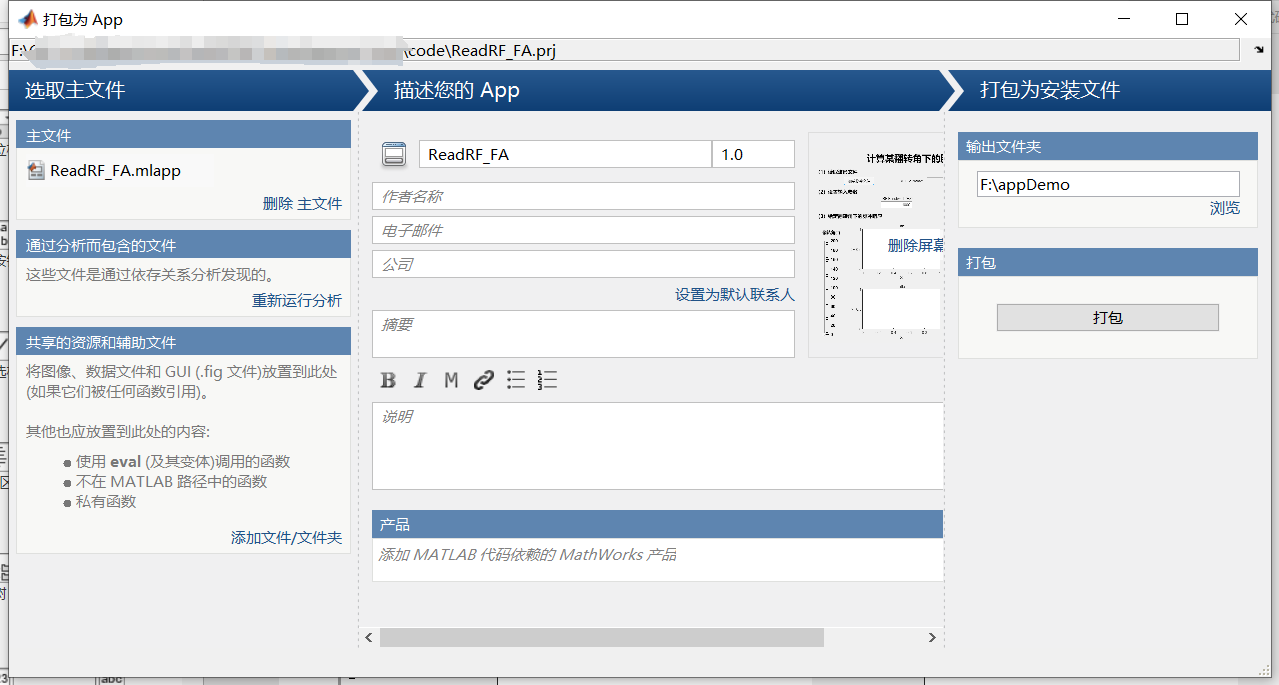 打包为 App
F:\
\code\ReadRF_FA.prj
选取主文件
描述您的 App
打包为安装文件
主文件
ReadRF_FA.mlapp
删除 主文件
通过分析而包含的文件
这些文件是通过依存关系分析发现的。
重新运行分析
共享的资源和辅助文件
将图像、数据文件和 GUI (.fig 文件)放置到此处
(如果它们被任何函数引用)。
其他也应放置到此处的内容:
使用 eval (及其变体)调用的函数
不在 MATLAB 路径中的函数
私有函数
添加文件/文件夹
ReadRF_FA
1.0
作者名称
电子邮件
公司
设置为默认联系人
摘要
B I M
说明
产品
添加 MATLAB 代码依赖的 MathWorks 产品
计算某翻转角下的
删除屏幕
输出文件夹
F:\appDemo
浏览
打包
打包